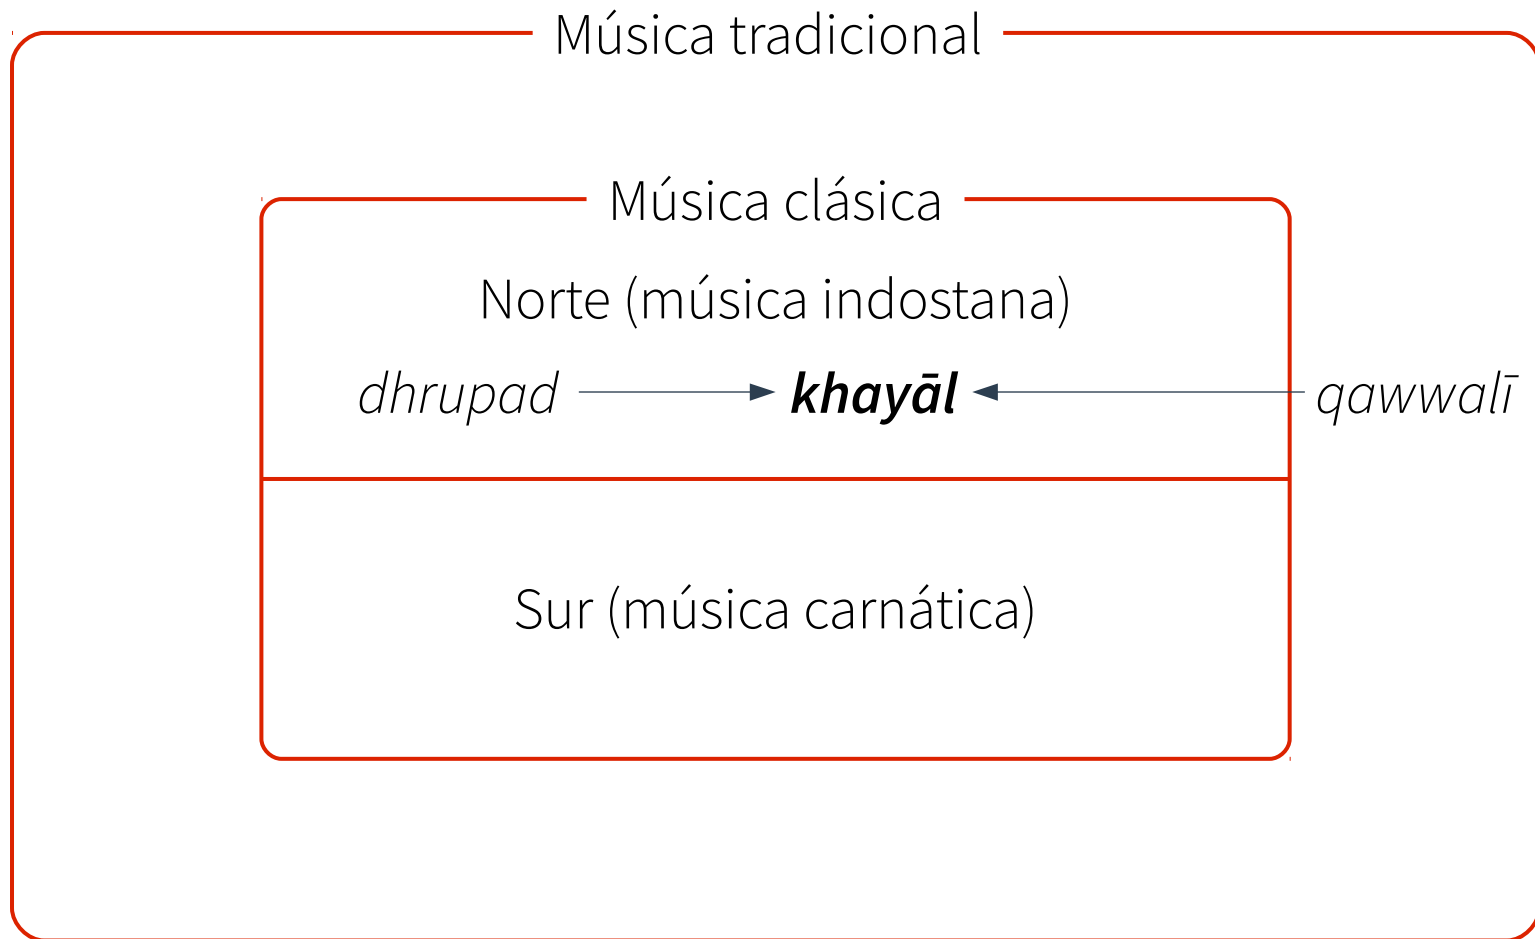 Música tradicional
Música clásica
Norte (música indostana)
dhrupad khayāl qawwalī
Sur (música carnática)